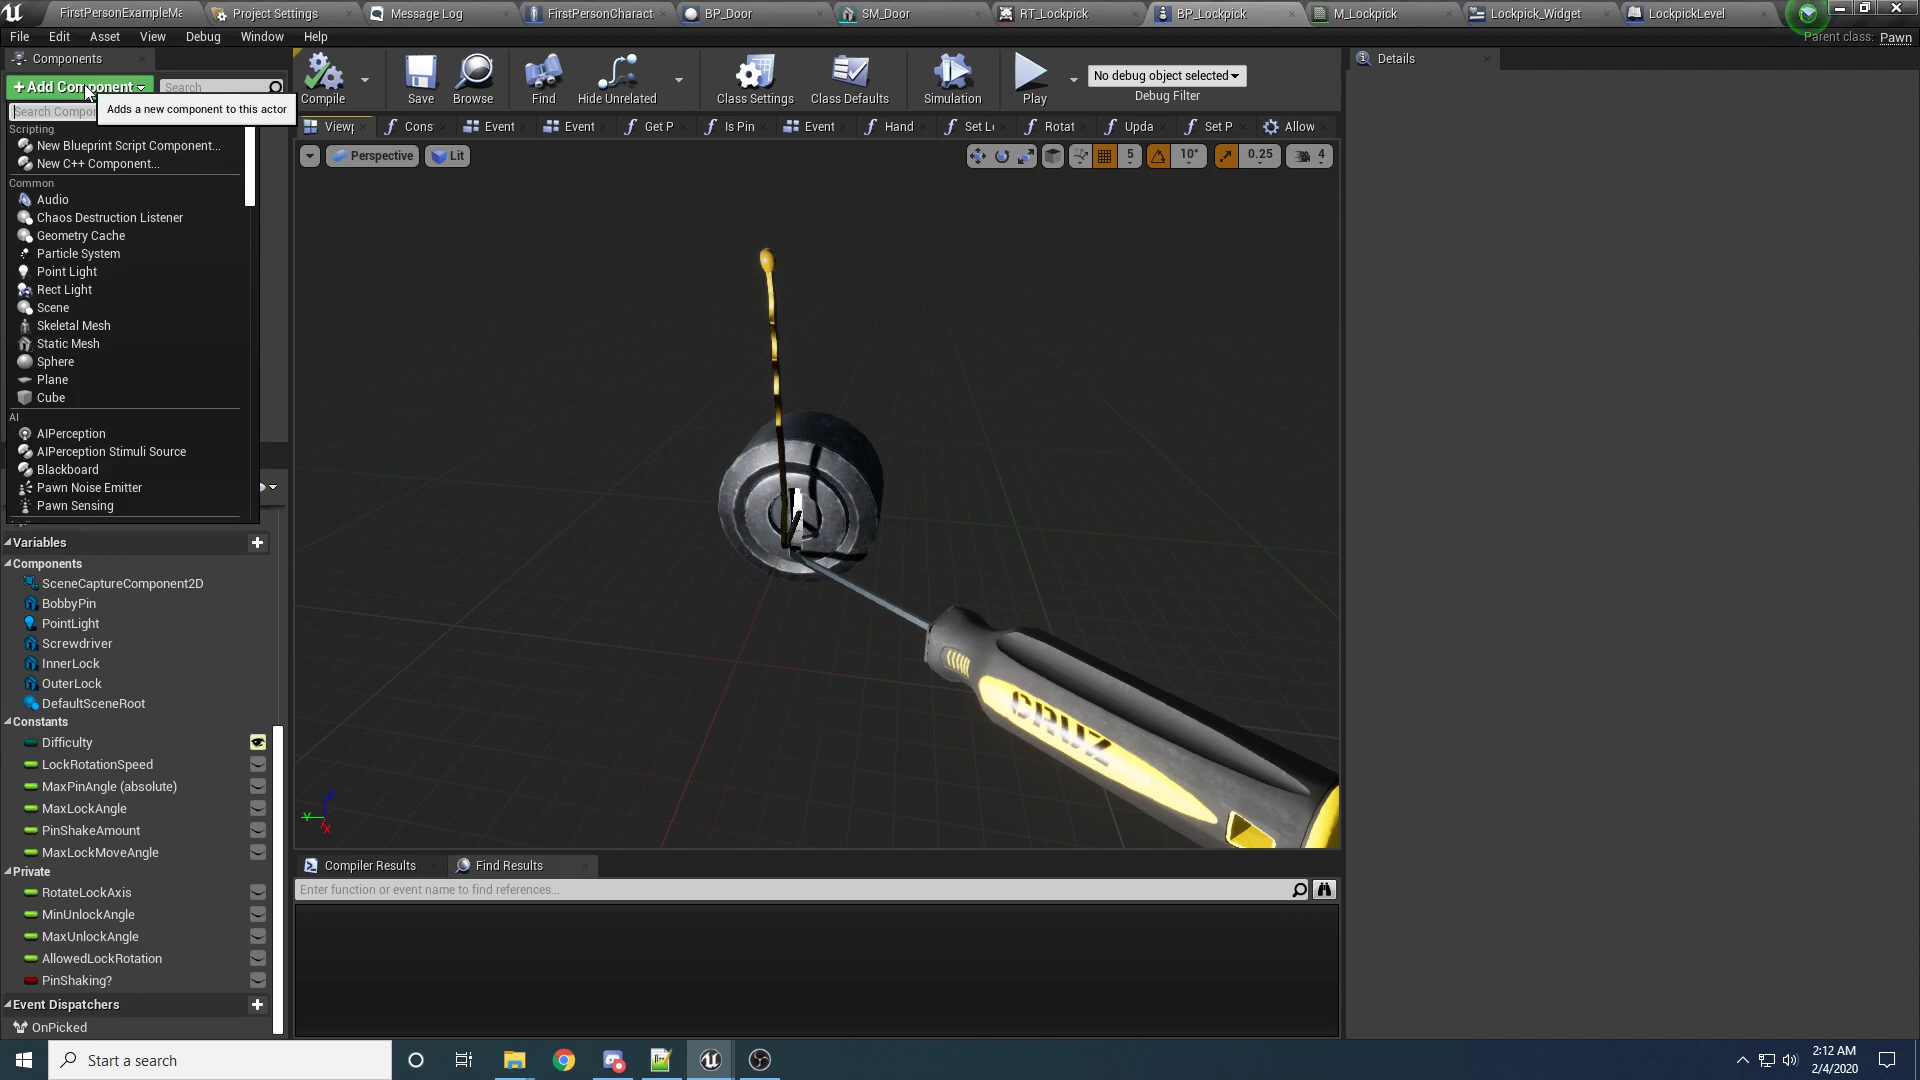 FirstPersonExampleMa
Project Settings
Message Log
FirstPersonCharact
BP_Door
SM_Door
RT_Lockpick
BP_Lockpick
M_Lockpick
Lockpick_Widget
LockpickLevel
File Edit Asset View Debug Window Help
Parent class: Pawn
Components
Details
+Add Component
Search
Search Compor
Adds a new component to this actor
Scripting
New Blueprint Script Component...
New C++ Component...
Common
Audio
Chaos Destruction Listener
Geometry Cache
Particle System
Point Light
Rect Light
Scene
Skeletal Mesh
Static Mesh
Sphere
Plane
Cube
AI
AIPerception
AIPerception Stimuli Source
Blackboard
Pawn Noise Emitter
Pawn Sensing
Compile
Save
Browse
Find
Hide Unrelated
Class Settings
Class Defaults
Simulation
Play
No debug object selected
Debug Filter
Viewp
Cons
Event
Event
Get P
Is Pin
Event
Hand
Set L
Rotat
Upda
Set P
Allow
Perspective
Lit
5
10°
0.25
4
CRUZ
Y
X
Z
Variables
Components
SceneCaptureComponent2D
BobbyPin
PointLight
Screwdriver
InnerLock
OuterLock
DefaultSceneRoot
Constants
Difficulty
LockRotationSpeed
MaxPinAngle (absolute)
MaxLockAngle
PinShakeAmount
MaxLockMoveAngle
Private
RotateLockAxis
MinUnlockAngle
MaxUnlockAngle
AllowedLockRotation
PinShaking?
Event Dispatchers
OnPicked
Compiler Results
Find Results
Enter function or event name to find references...
Start a search
2:12 AM
2/4/2020